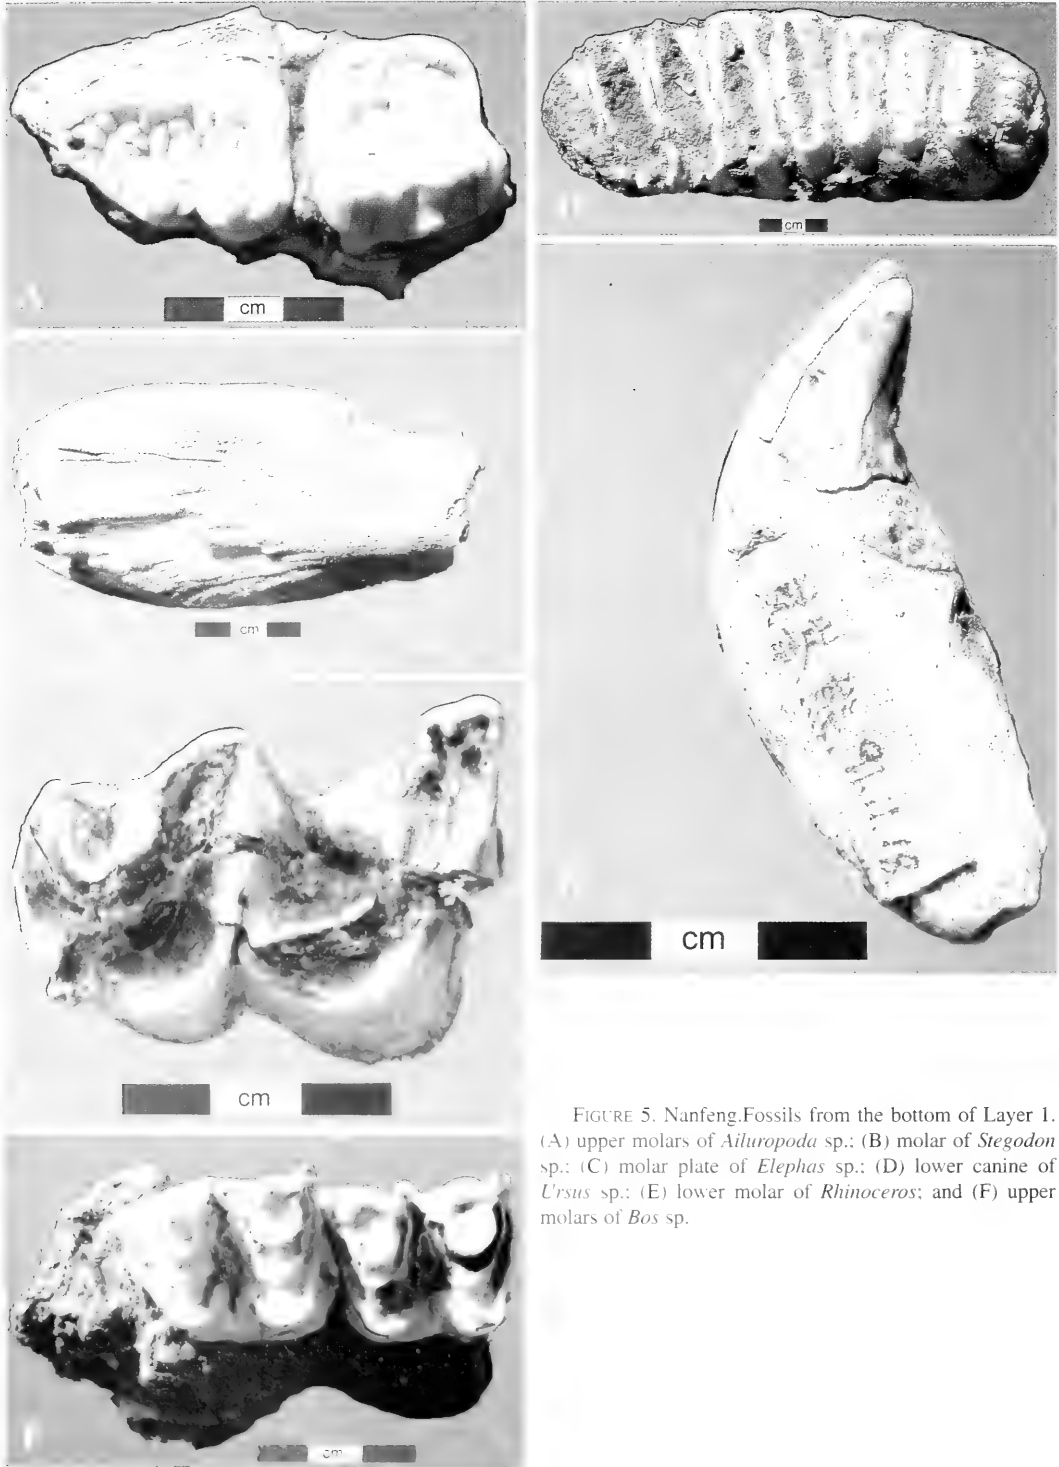 A
cm
cm
cm
cm
cm
cm
FIGURE 5. Nanfeng.Fossils from the bottom of Layer 1.
(A) upper molars of Ailuropoda sp.; (B) molar of Stegodon
sp.; (C) molar plate of Elephas sp.; (D) lower canine of
Ursus sp.; (E) lower molar of Rhinoceros; and (F) upper
molars of Bos sp.